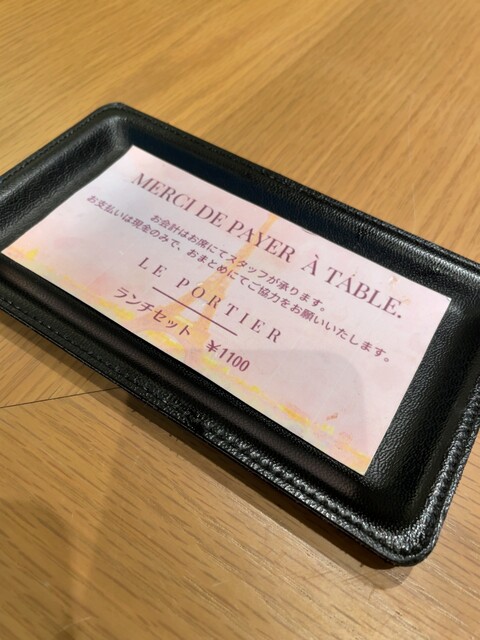 MERCI DE PAYER À TABLE.
お会計はお席にてスタッフが承ります。
お支払いは現金のみで、おまとめにてご協力をお願いいたします。
LE PORTIER
ランチセット ¥1100